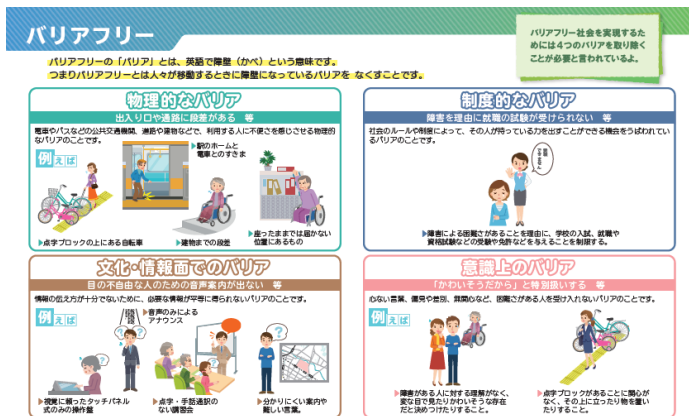 バリアフリー
バリアフリー社会を実現するた
めには４つのバリアを取り除く
ことが必要と言われているよ。
バリアフリーの「バリア」とは、英語で障壁（かべ）という意味です。
つまりバリアフリーとは人々が移動するときに障壁になっているバリアを なくすことです。
物理的なバリア
出入り口や通路に段差がある　等
電車やバスなどの公共交通機関、道路や建物などで、利用する人に不便さを感じさせる物理的
なバリアのことです。
例えば
▶駅のホームと
電車とのすきま
▶点字ブロックの上にある自転車
▶建物までの段差
▶座ったままでは届かない
位置にあるもの
制度的なバリア
障害を理由に就職の試験が受けられない　等
社会のルールや制度によって、その人が持っている力を出すことができる機会をうばわれてい
るバリアのことです。
▶障害による困難さがあることを理由に、学校の入試、就職や
資格試験などの受験や免許などを与えることを制限する。
文化・情報面でのバリア
目の不自由な人のための音声案内が出ない　等
情報の伝え方が十分でないために、必要な情報が平等に得られないバリアのことです。
例えば
▶音声のみによる
アナウンス
▶視覚に頼ったタッチパネル
式のみの操作盤
▶点字・手話通訳の
ない講習会
▶分かりにくい案内や
難しい言葉。
意識上のバリア
「かわいそうだから」と特別扱いする　等
心ない言葉、偏見や差別、無関心など、困難さがある人を受け入れないバリアのことです。
例えば
▶障害がある人に対する理解がなく、
変な目で見たりかわいそうな存在
だと決めつけたりすること。
▶点字ブロックがあることに関心が
なく、その上に立ったり物を置い
たりすること。